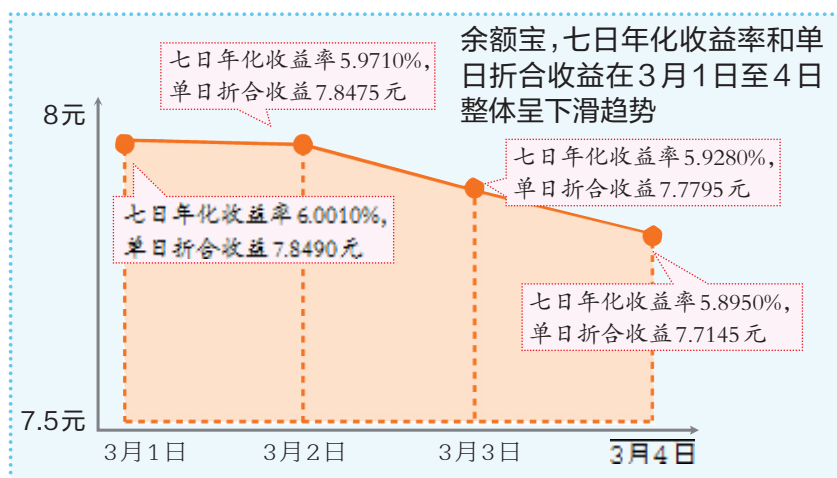 余额宝，七日年化收益率和单
日折合收益在3月1日至4日
整体呈下滑趋势
8元
七日年化收益率5.9710%，
单日折合收益7.8475元
七日年化收益率5.9280%，
单日折合收益7.7795元
七日年化收益率6.0010%，
单日折合收益7.8490元
七日年化收益率5.8950%，
单日折合收益7.7145元
7.5元
3月1日
3月2日
3月3日
3月4日